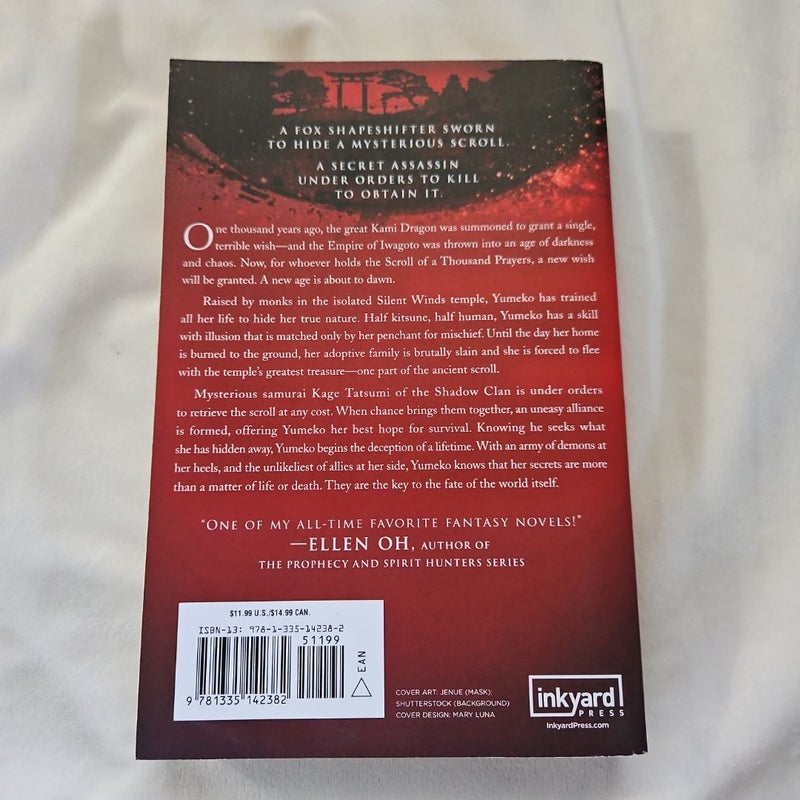 A FOX SHAPESHIFTER SWORN
TO HIDE A MYSTERIOUS SCROLL.
A SECRET ASSASSIN
UNDER ORDERS TO KILL
TO OBTAIN IT.
One thousand years ago, the great Kami Dragon was summoned to grant a single,
terrible wish—and the Empire of Iwagoto was thrown into an age of darkness
and chaos. Now, for whoever holds the Scroll of a Thousand Prayers, a new wish
will be granted. A new age is about to dawn.
Raised by monks in the isolated Silent Winds temple, Yumeko has trained
all her life to hide her true nature. Half kitsune, half human, Yumeko has a skill
with illusion that is matched only by her penchant for mischief. Until the day her home
is burned to the ground, her adoptive family is brutally slain and she is forced to flee
with the temple's greatest treasure—one part of the ancient scroll.
Mysterious samurai Kage Tatsumi of the Shadow Clan is under orders
to retrieve the scroll at any cost. When chance brings them together, an uneasy alliance
is formed, offering Yumeko her best hope for survival. Knowing he seeks what
she has hidden away, Yumeko begins the deception of a lifetime. With an army of demons at
her heels, and the unlikeliest of allies at her side, Yumeko knows that her secrets are more
than a matter of life or death. They are the key to the fate of the world itself.
"ONE OF MY ALL-TIME FAVORITE FANTASY NOVELS!"
—ELLEN OH, AUTHOR OF
THE PROPHECY AND SPIRIT HUNTERS SERIES
$11.99 U.S./$14.99 CAN.
ISBN-13: 978-1-335-14238-2
51199
EAN
9 781335 142382
COVER ART: JENUE (MASK);
SHUTTERSTOCK (BACKGROUND)
COVER DESIGN: MARY LUNA
inkyard
PRESS
InkyardPress.com